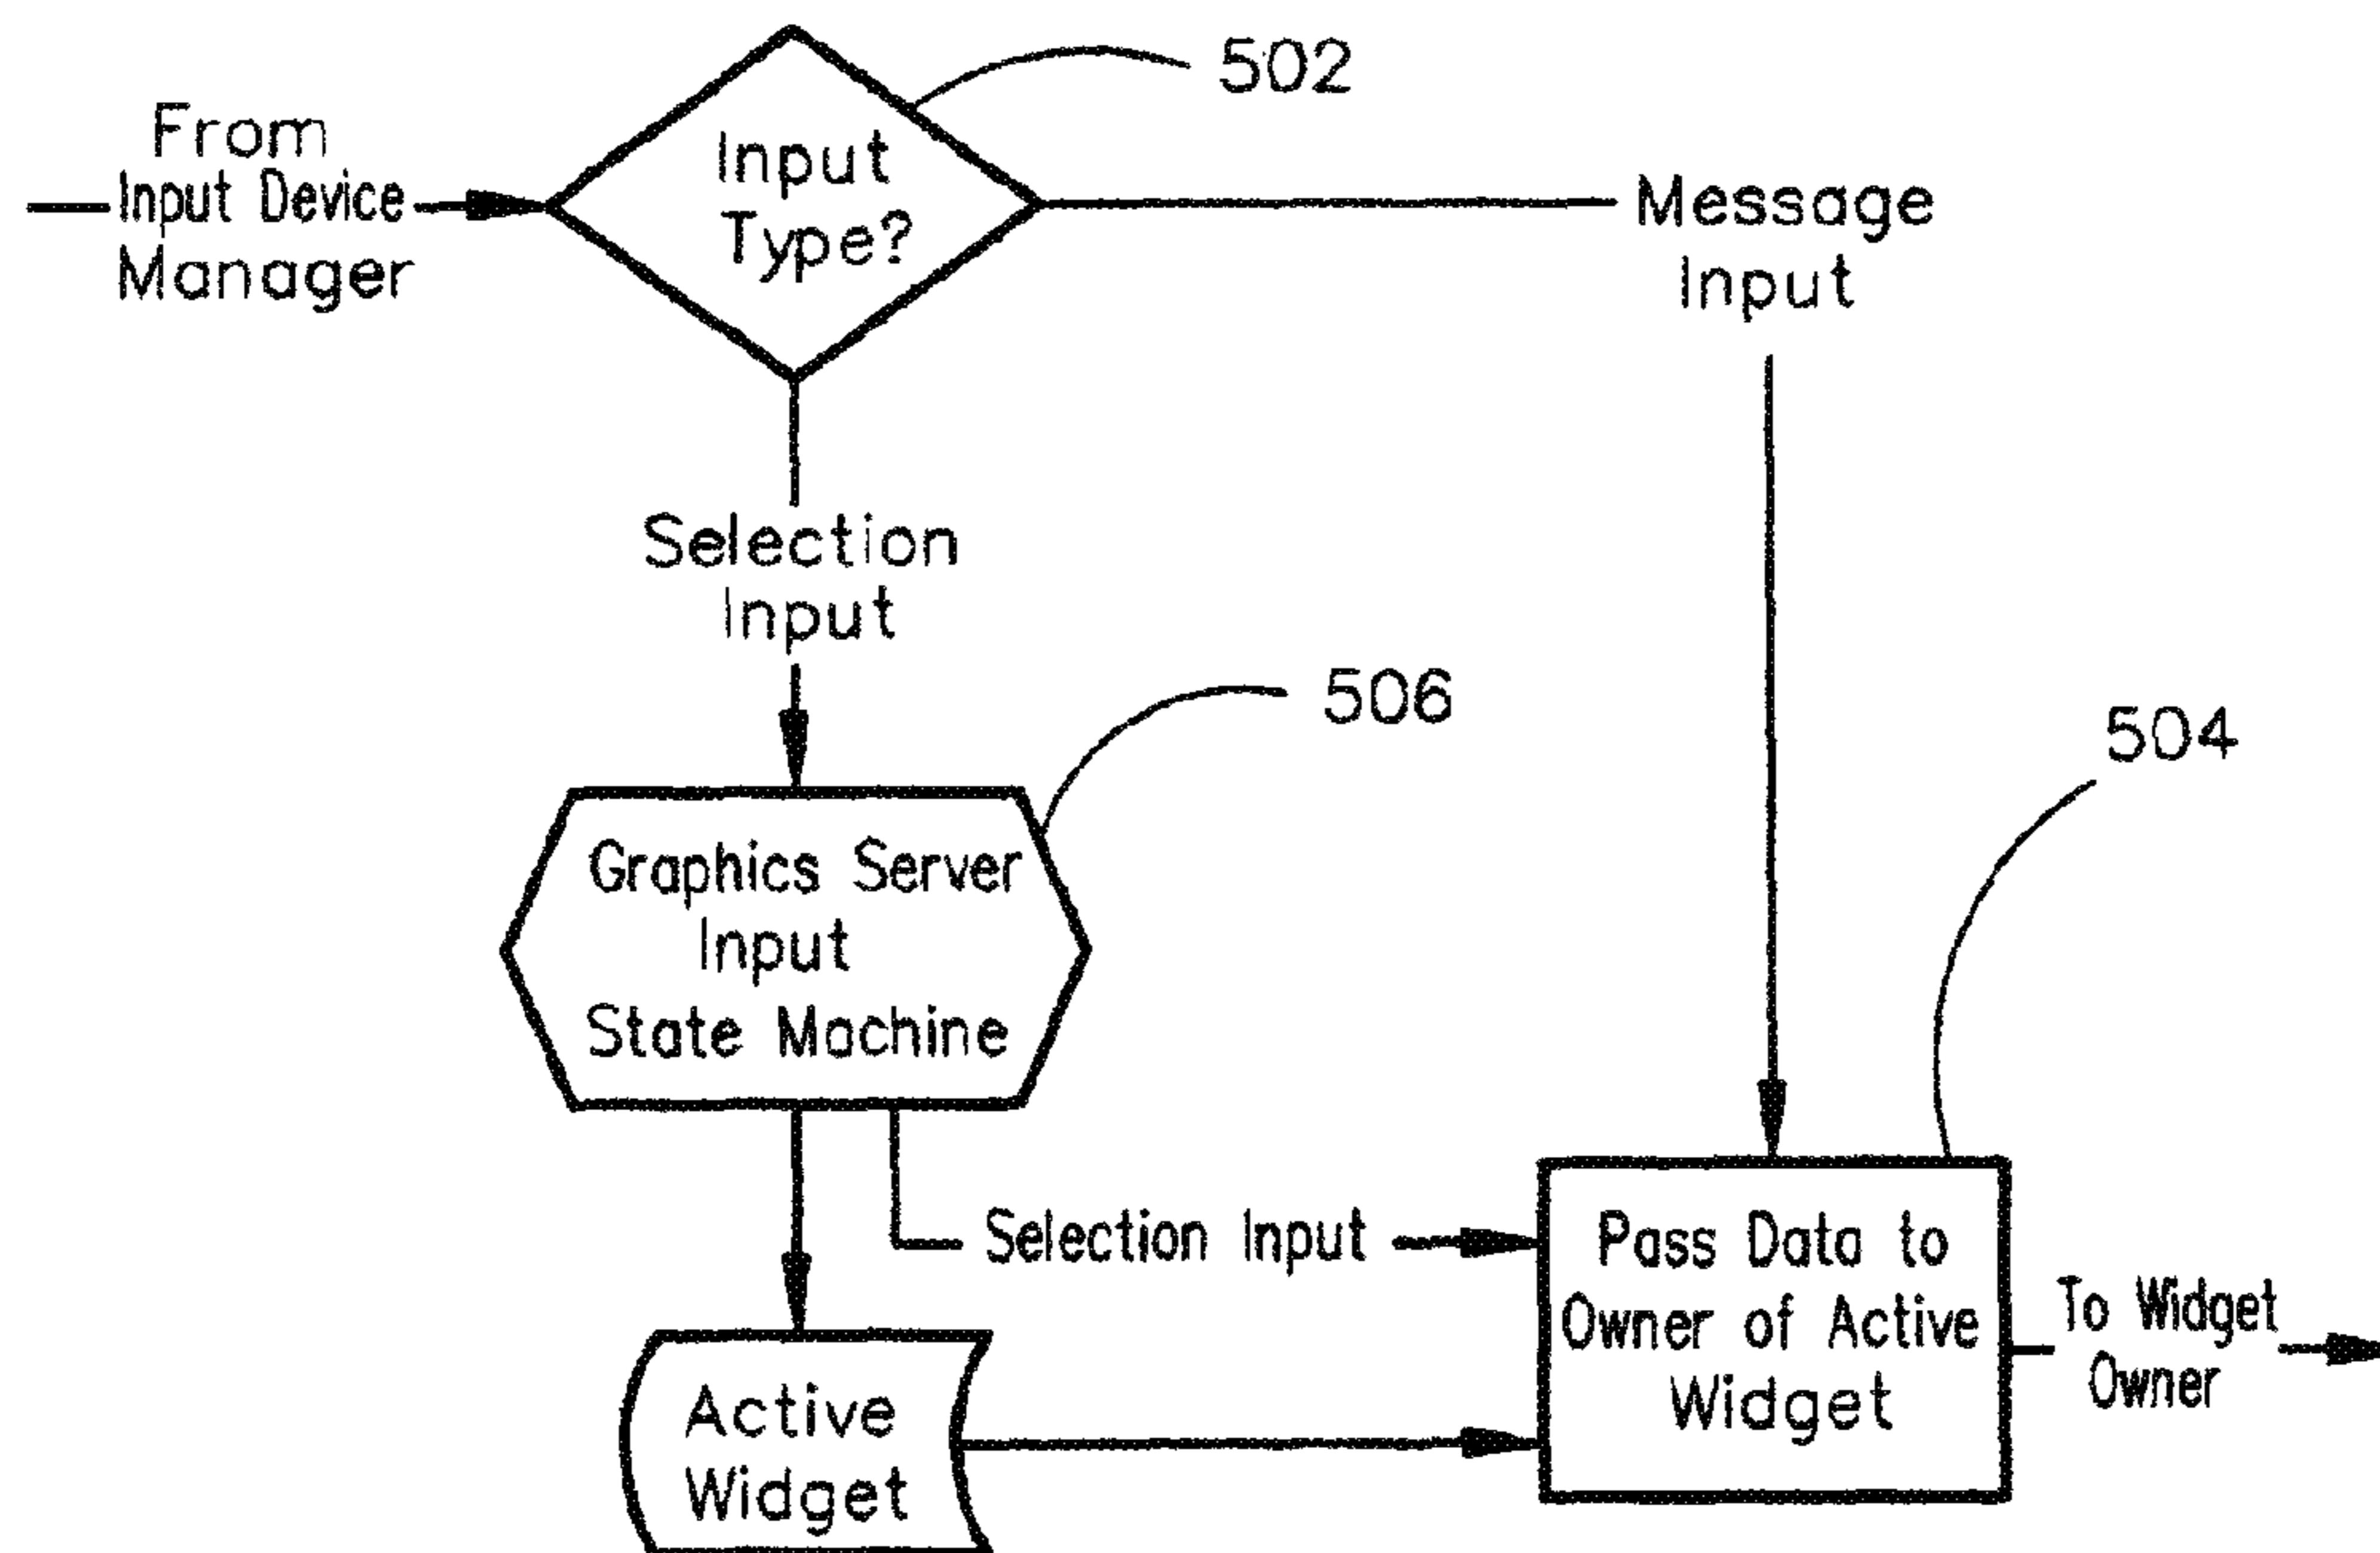 502
From
Input Device
Manager
Input
Type?
Message
Input
Selection
Input
506
504
Graphics Server
Input
State Machine
Selection Input
Pass Data to
Owner of Active
Widget
To Widget
Owner
Active
Widget